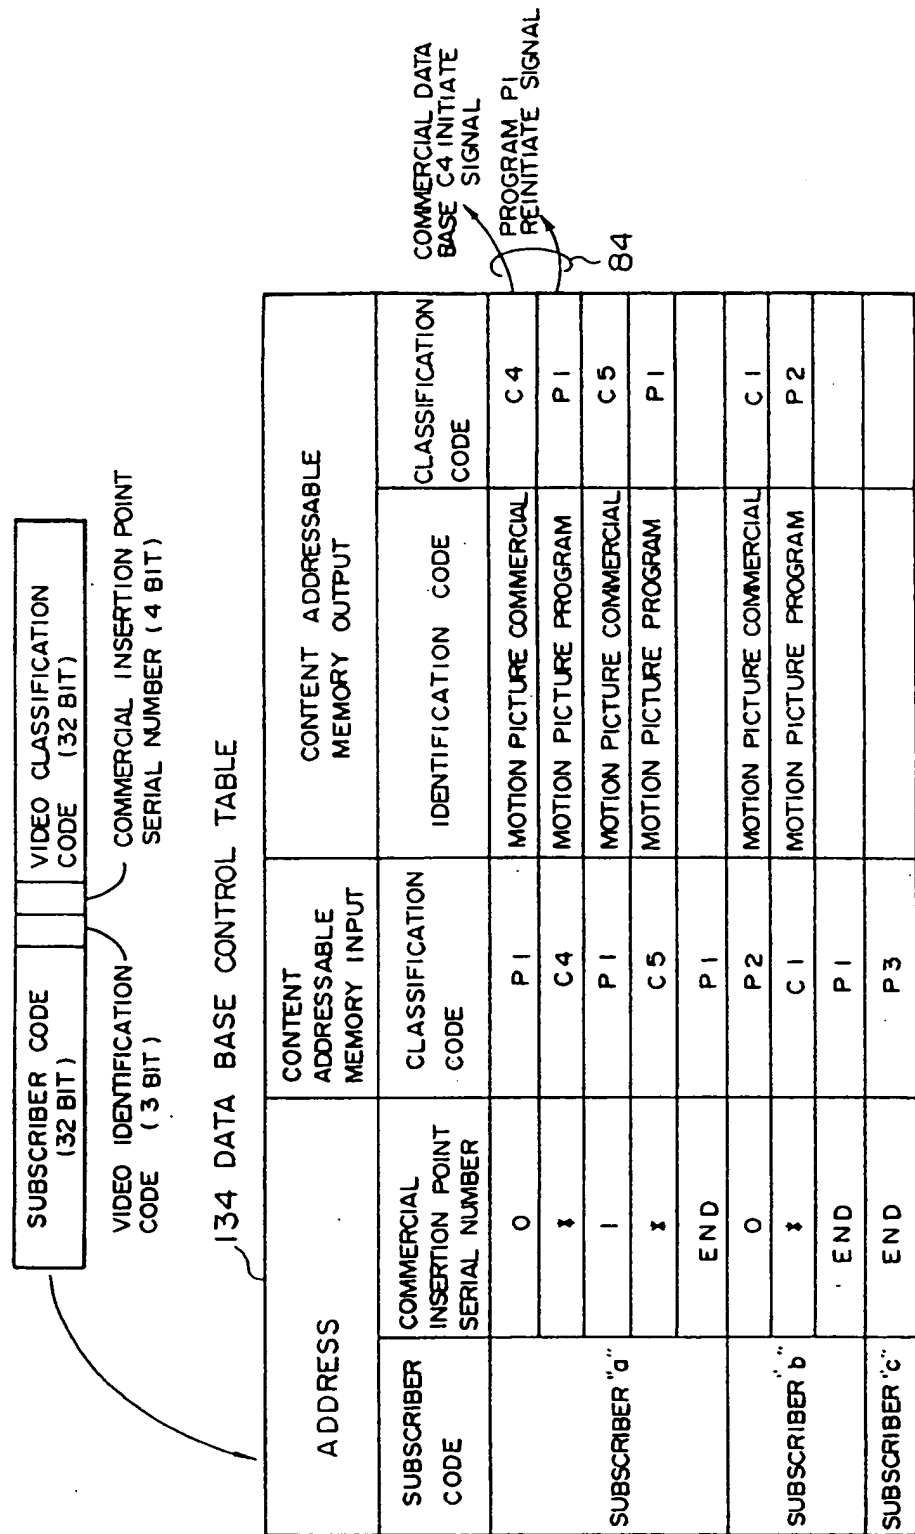 SUBSCRIBER CODE
(32 BIT)
VIDEO CLASSIFICATION
CODE (32 BIT)
VIDEO IDENTIFICATION
CODE (3 BIT)
COMMERCIAL INSERTION POINT
SERIAL NUMBER (4 BIT)
134 DATA BASE CONTROL TABLE
ADDRESS
CONTENT
ADDRESSABLE
MEMORY INPUT
CONTENT ADDRESSABLE
MEMORY OUTPUT
SUBSCRIBER
CODE
COMMERCIAL
INSERTION POINT
SERIAL NUMBER
CLASSIFICATION
CODE
IDENTIFICATION CODE
CLASSIFICATION
CODE
SUBSCRIBER "a"
0 P1 MOTION PICTURE COMMERCIAL C4
* C4 MOTION PICTURE PROGRAM P1
1 P1 MOTION PICTURE COMMERCIAL C5
* C5 MOTION PICTURE PROGRAM P1
END P1
SUBSCRIBER "b"
0 P2 MOTION PICTURE COMMERCIAL C1
* C1 MOTION PICTURE PROGRAM P2
END P1
SUBSCRIBER "c" END P3
COMMERCIAL DATA
BASE C4 INITIATE
SIGNAL
PROGRAM P1
REINITIATE SIGNAL
84